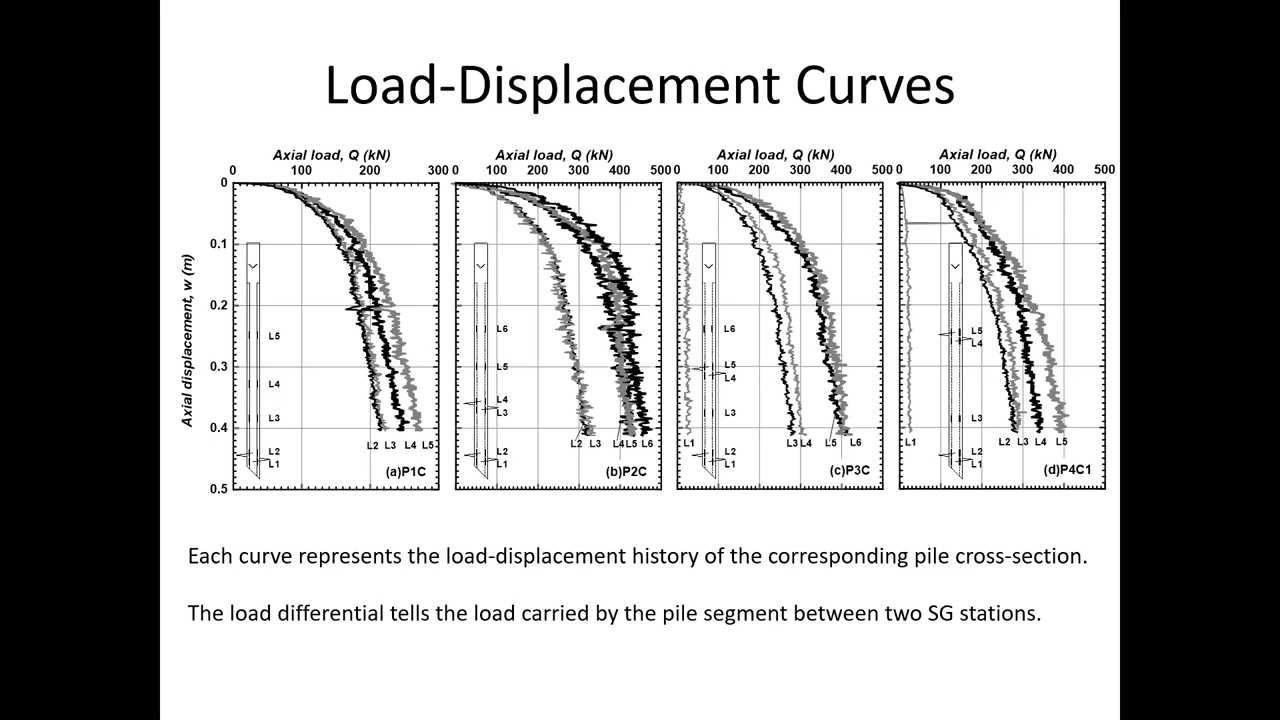 Load-Displacement Curves
Axial load, Q (kN)
0 100 200 300
Axial load, Q (kN)
0 100 200 300 400 500
Axial load, Q (kN)
0 100 200 300 400 500
Axial load, Q (kN)
0 100 200 300 400 500
Axial displacement, w (m)
0
0.1
0.2
0.3
0.4
0.5
L5
L4
L3
L2
L1
L2 L3 L4 L5
(a)P1C
L6
L5
L4
L3
L2
L1
L2 L3 L4 L5 L6
(b)P2C
L6
L5
L4
L3
L2
L1
L1 L3 L4 L5 L6
(c)P3C
L5
L4
L3
L2
L1
L1 L2 L3 L4 L5
(d)P4C1
Each curve represents the load-displacement history of the corresponding pile cross-section.
The load differential tells the load carried by the pile segment between two SG stations.